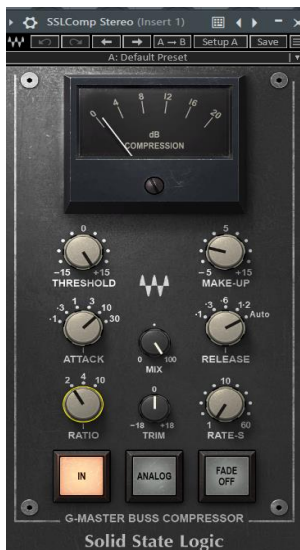 SSLComp Stereo (Insert 1)
A → B Setup A Save
A: Default Preset
0 4 8 12 16 20
dB
COMPRESSION
0 5
-15 +15 -5 +15
THRESHOLD MAKE-UP
.1 .3 1 3 10 30
.1 .3 .6 1.2 Auto
0 100
ATTACK MIX RELEASE
2 4 10 0 10
-18 +18 1 60
RATIO TRIM RATE-S
IN ANALOG FADE
OFF
G-MASTER BUSS COMPRESSOR
Solid State Logic